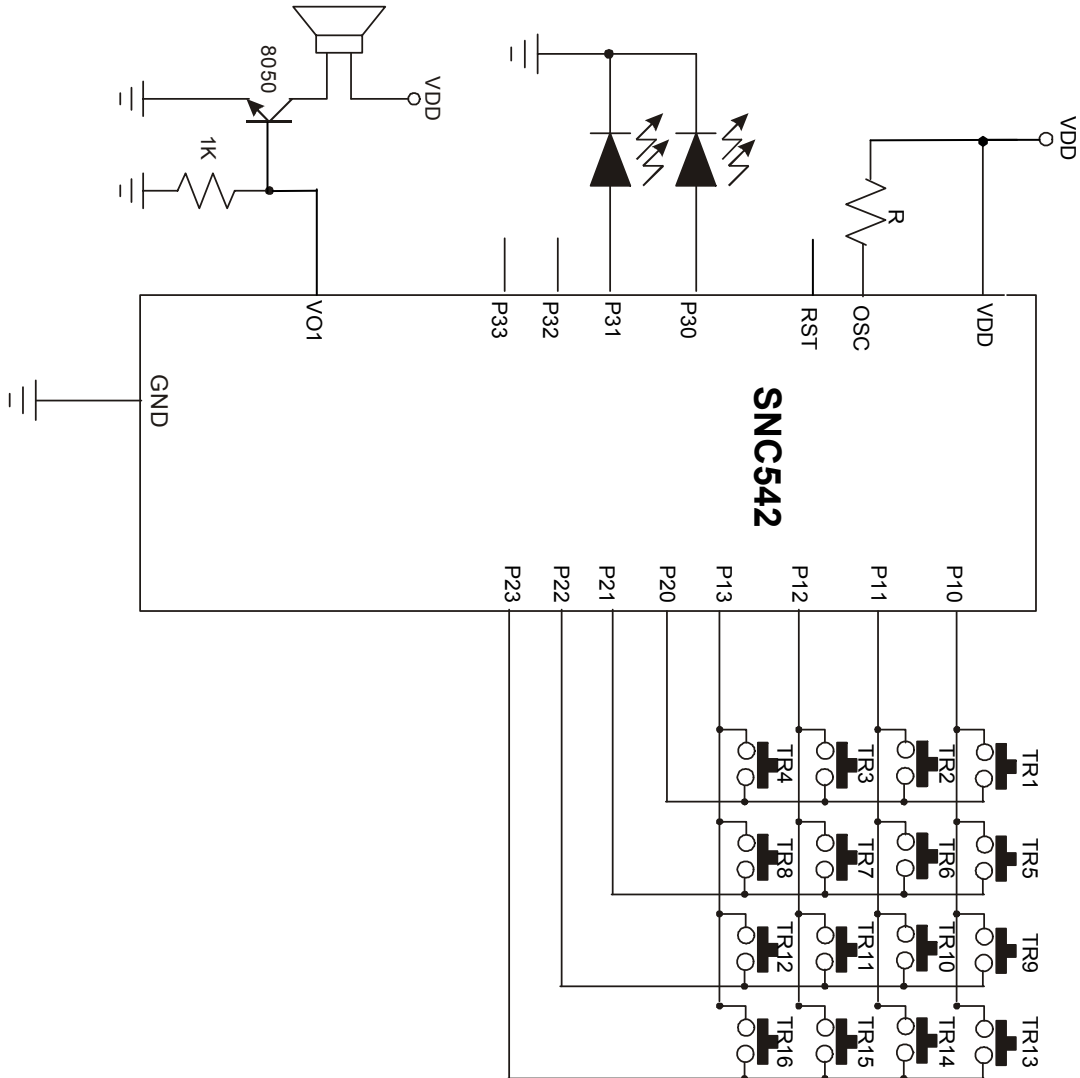 VDD
R
VDD
8050
1K
VDD
OSC
RST
P30
P31
P32
P33
VO1
GND
SNC542
P10
P11
P12
P13
P20
P21
P22
P23
TR1
TR2
TR3
TR4
TR5
TR6
TR7
TR8
TR9
TR10
TR11
TR12
TR13
TR14
TR15
TR16